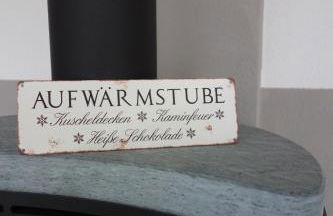 AUFWÄRMSTUBE
* Kuscheldecken * Kaminfeuer *
* Heiße Schokolade *